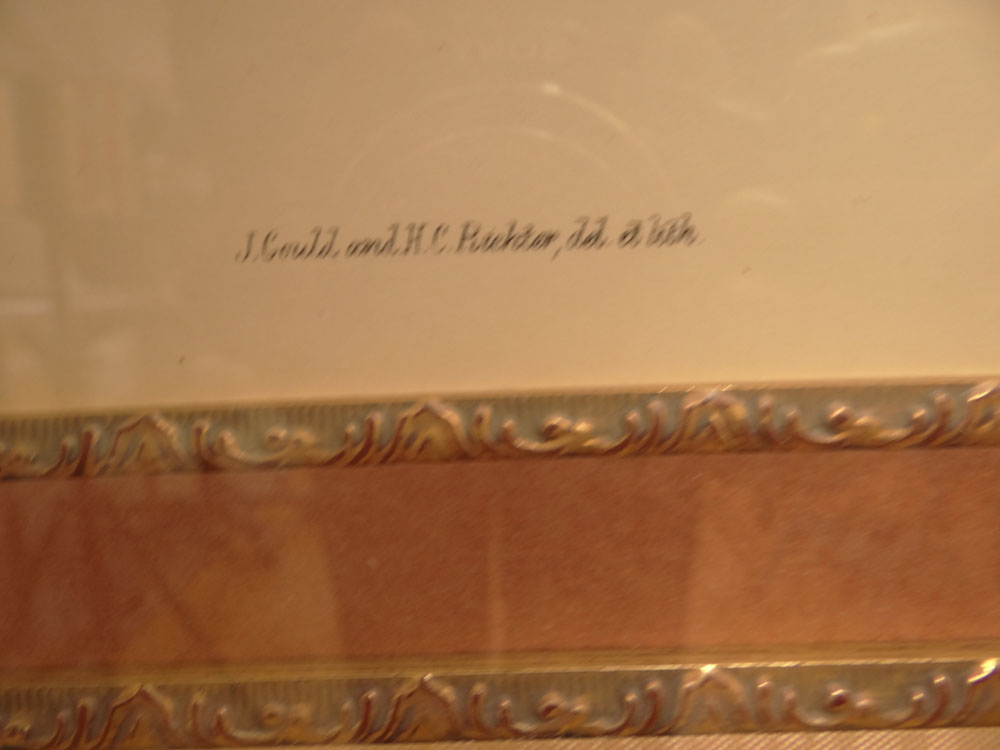 J. Gould and H. C. Richter, del. et lith.